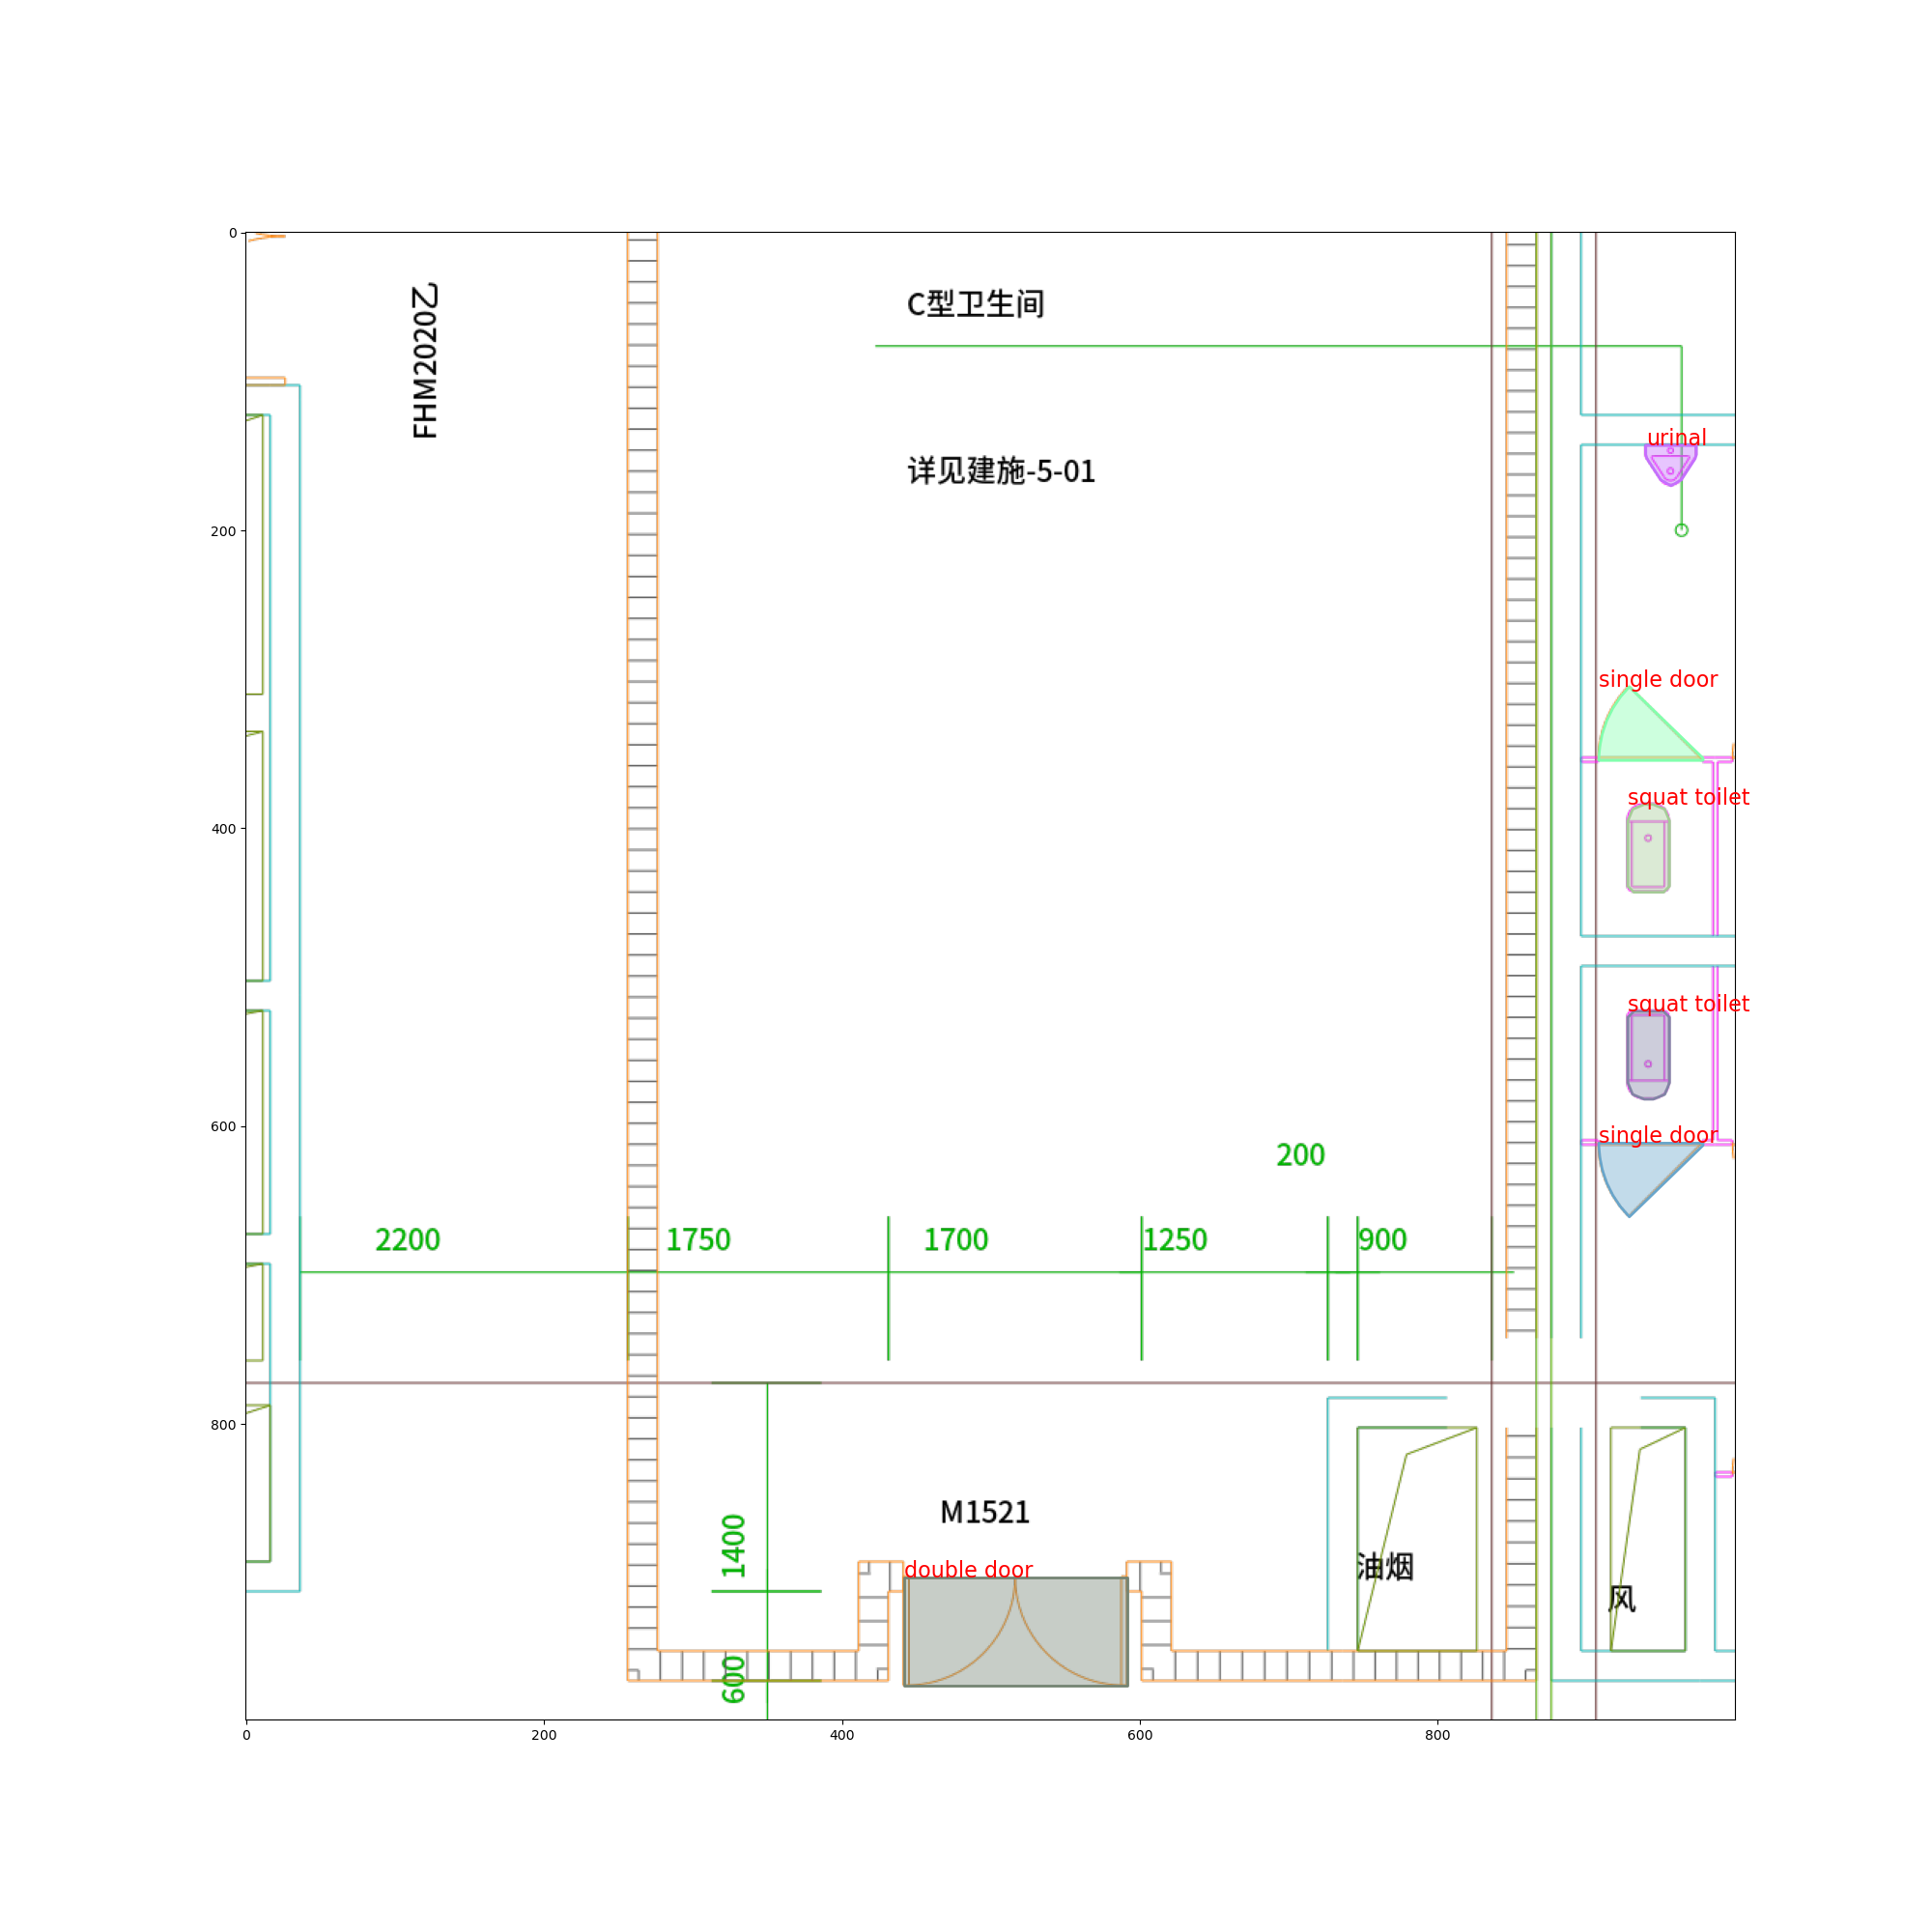 0
C型卫生间
FHM2020乙
urinal
详见建施-5-01
200
single door
squat toilet
400
squat toilet
600
single door
200
2200
1750
1700
1250
900
800
M1521
1400
油烟
double door
风
600
0
200
400
600
800